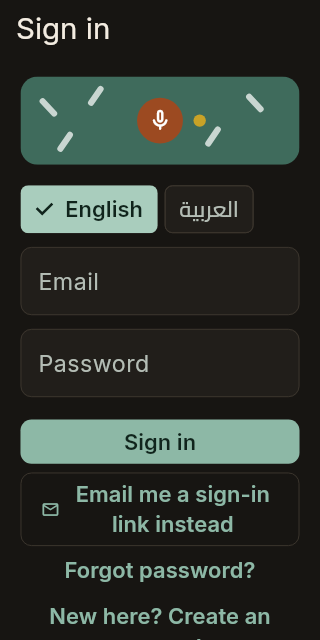 Sign in
English
العربية
Email
Password
Sign in
Email me a sign-in
link instead
Forgot password?
New here? Create an